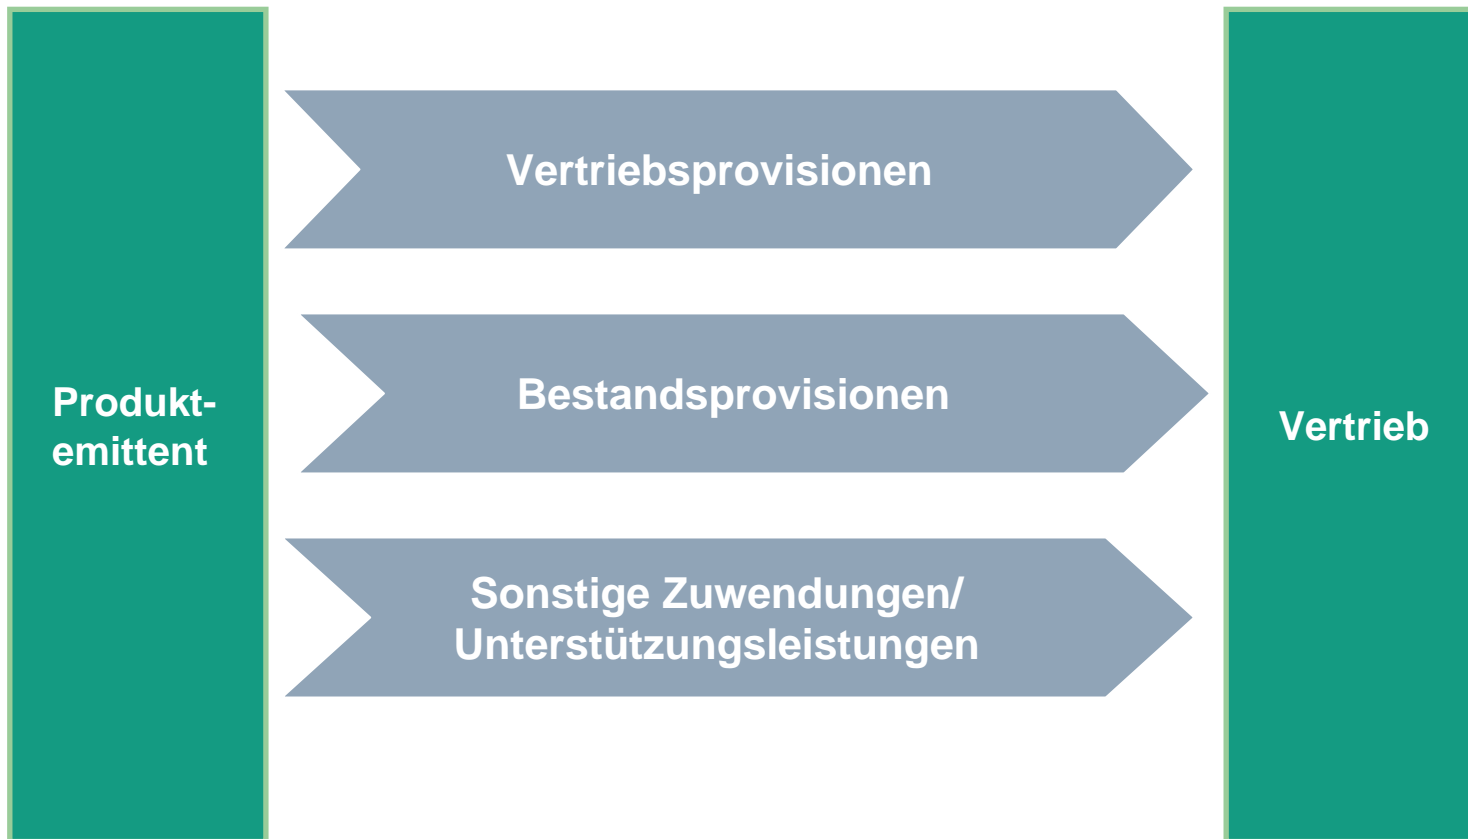 Produkt-
emittent
Vertriebsprovisionen
Bestandsprovisionen
Sonstige Zuwendungen/
Unterstützungsleistungen
Vertrieb